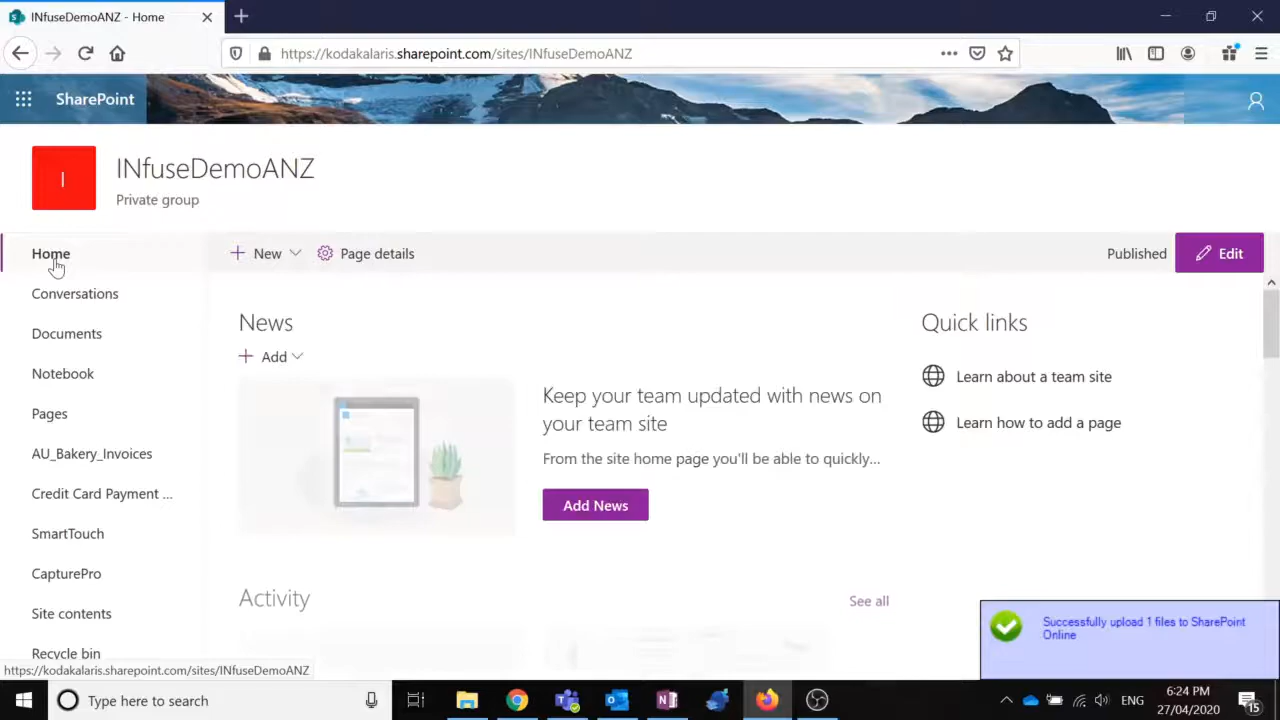 INfuseDemoANZ - Home
https://kodakalaris.sharepoint.com/sites/INfuseDemoANZ
SharePoint
I
INfuseDemoANZ
Private group
Home
New
Page details
Published
Edit
Conversations
Documents
Notebook
Pages
AU_Bakery_Invoices
Credit Card Payment ...
SmartTouch
CapturePro
Site contents
Recycle bin
News
Add
Keep your team updated with news on
your team site
From the site home page you'll be able to quickly...
Add News
Quick links
Learn about a team site
Learn how to add a page
Activity
See all
Successfully upload 1 files to SharePoint
Online
https://kodakalaris.sharepoint.com/sites/INfuseDemoANZ
Type here to search
ENG
6:24 PM
27/04/2020
15